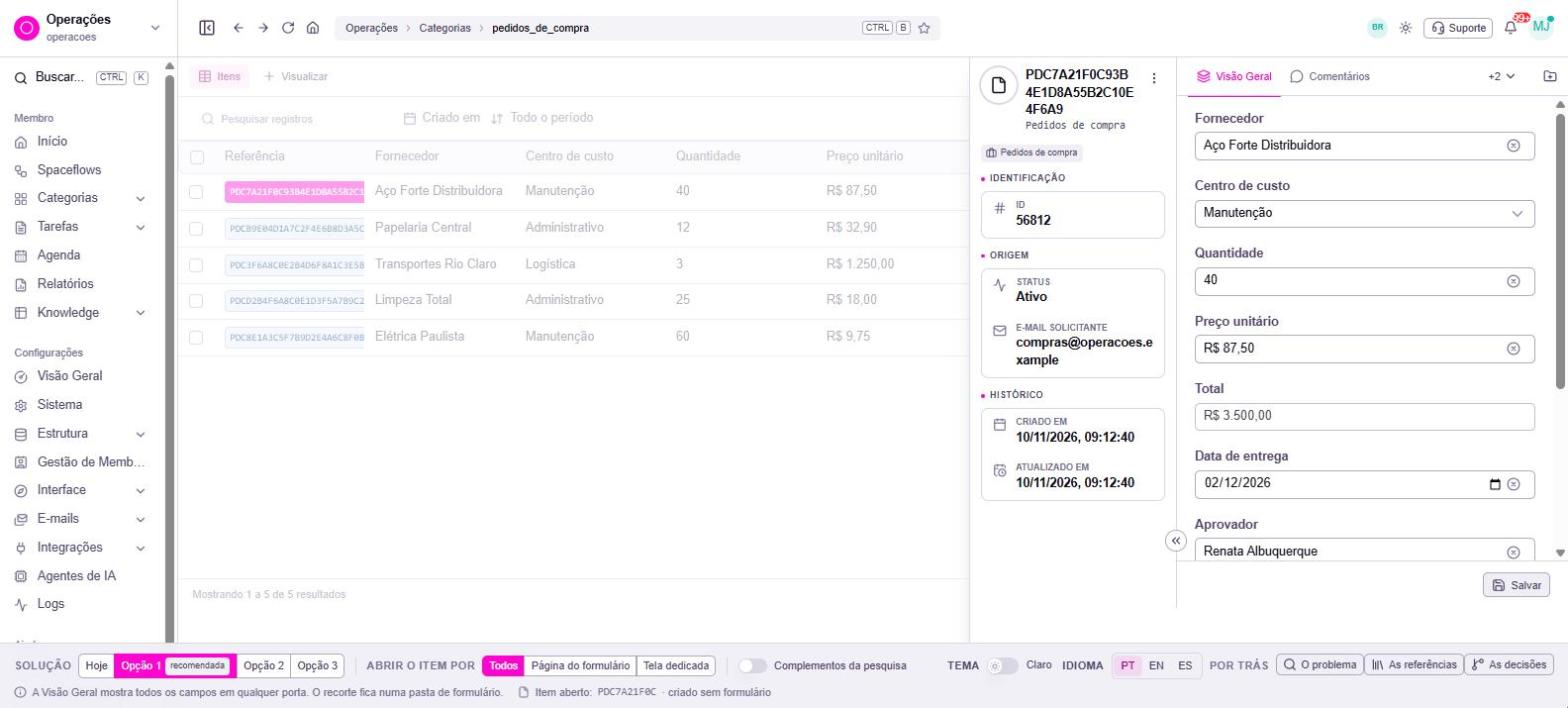 Operações
operacoes
Operações > Categorias > pedidos_de_compra
CTRL B
BR
Suporte
99+
MJ
Buscar... CTRL K
Membro
Início
Spaceflows
Categorias
Tarefas
Agenda
Relatórios
Knowledge
Configurações
Visão Geral
Sistema
Estrutura
Gestão de Memb...
Interface
E-mails
Integrações
Agentes de IA
Logs
Itens
Visualizar
Pesquisar registros
Criado em
Todo o período
Referência Fornecedor Centro de custo Quantidade Preço unitário
PDC7A21F0C93B4E1D8A55B2C1 Aço Forte Distribuidora Manutenção 40 R$ 87,50
PDCB9E04D1A7C2F4E6B8D3A5C Papelaria Central Administrativo 12 R$ 32,90
PDC3F6A8C0E2B4D6F8A1C3E5B Transportes Rio Claro Logística 3 R$ 1.250,00
PDCD2B4F6A8C0E1D3F5A7B9C2 Limpeza Total Administrativo 25 R$ 18,00
PDC8E1A3C5F7B9D2E4A6C8F0B Elétrica Paulista Manutenção 60 R$ 9,75
Mostrando 1 a 5 de 5 resultados
PDC7A21F0C93B
4E1D8A55B2C10E
4F6A9
Pedidos de compra
Pedidos de compra
IDENTIFICAÇÃO
ID
56812
ORIGEM
STATUS
Ativo
E-MAIL SOLICITANTE
compras@operacoes.e
xample
HISTÓRICO
CRIADO EM
10/11/2026, 09:12:40
ATUALIZADO EM
10/11/2026, 09:12:40
Visão Geral
Comentários
+2
Fornecedor
Aço Forte Distribuidora
Centro de custo
Manutenção
Quantidade
40
Preço unitário
R$ 87,50
Total
R$ 3.500,00
Data de entrega
02/12/2026
Aprovador
Renata Albuquerque
Salvar
SOLUÇÃO Hoje Opção 1 recomendada Opção 2 Opção 3 ABRIR O ITEM POR Todos Página do formulário Tela dedicada Complementos da pesquisa TEMA Claro IDIOMA PT EN ES POR TRÁS O problema As referências As decisões
A Visão Geral mostra todos os campos em qualquer porta. O recorte fica numa pasta de formulário. Item aberto: PDC7A21F0C · criado sem formulário